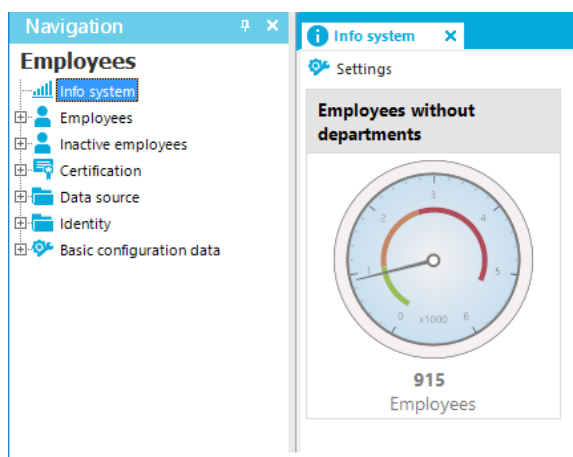 Navigation
Employees
Info system
Employees
Inactive employees
Certification
Data source
Identity
Basic configuration data
Info system
Settings
Employees without
departments
3
2
4
1
5
0
x1000
6
915
Employees